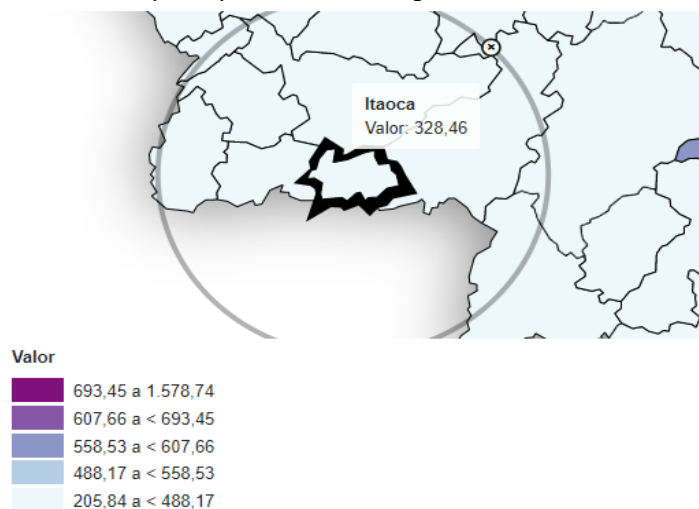 Itaoca
Valor: 328,46
Valor
693,45 a 1.578,74
607,66 a < 693,45
558,53 a < 607,66
488,17 a < 558,53
205,84 a < 488,17